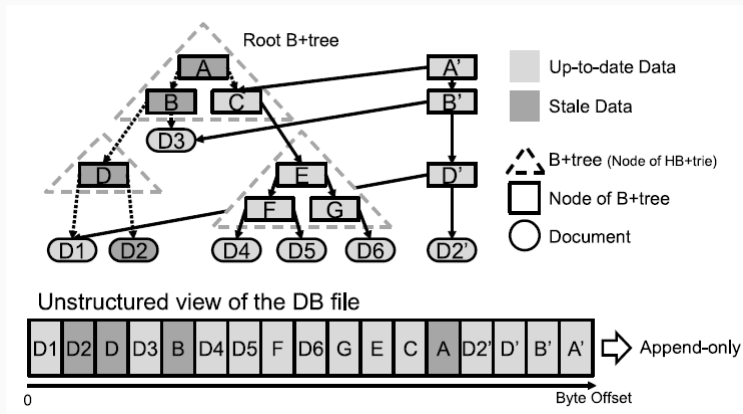 Root B+tree
A
A’
Up-to-date Data
B
C
B’
Stale Data
D3
D
E
D’
B+tree (Node of HB+trie)
F
G
Node of B+tree
D1
D2
D4
D5
D6
D2’
Document
Unstructured view of the DB file
D1 D2 D D3 B D4 D5 F D6 G E C A D2’ D’ B’ A’
Append-only
0
Byte Offset